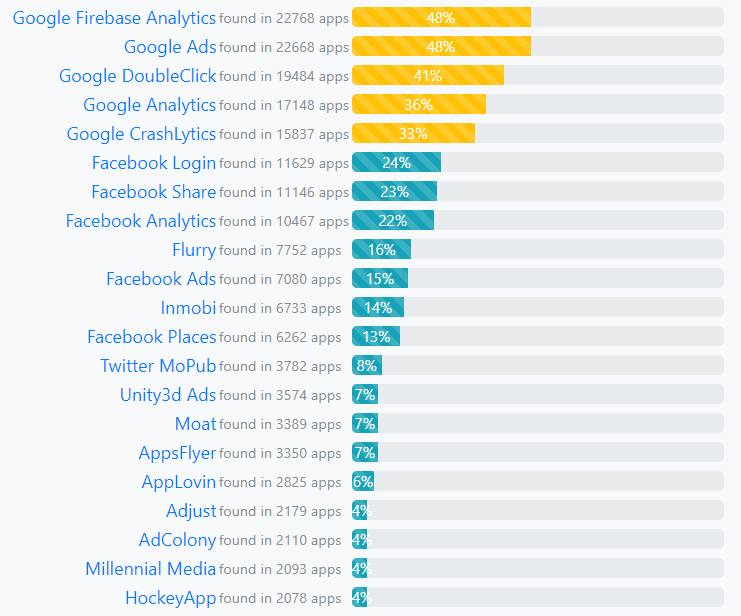 Google Firebase Analytics found in 22768 apps 48%
Google Ads found in 22668 apps 48%
Google DoubleClick found in 19484 apps 41%
Google Analytics found in 17148 apps 36%
Google CrashLytics found in 15837 apps 33%
Facebook Login found in 11629 apps 24%
Facebook Share found in 11146 apps 23%
Facebook Analytics found in 10467 apps 22%
Flurry found in 7752 apps 16%
Facebook Ads found in 7080 apps 15%
Inmobi found in 6733 apps 14%
Facebook Places found in 6262 apps 13%
Twitter MoPub found in 3782 apps 8%
Unity3d Ads found in 3574 apps 7%
Moat found in 3389 apps 7%
AppsFlyer found in 3350 apps 7%
AppLovin found in 2825 apps 6%
Adjust found in 2179 apps 4%
AdColony found in 2110 apps 4%
Millennial Media found in 2093 apps 4%
HockeyApp found in 2078 apps 4%